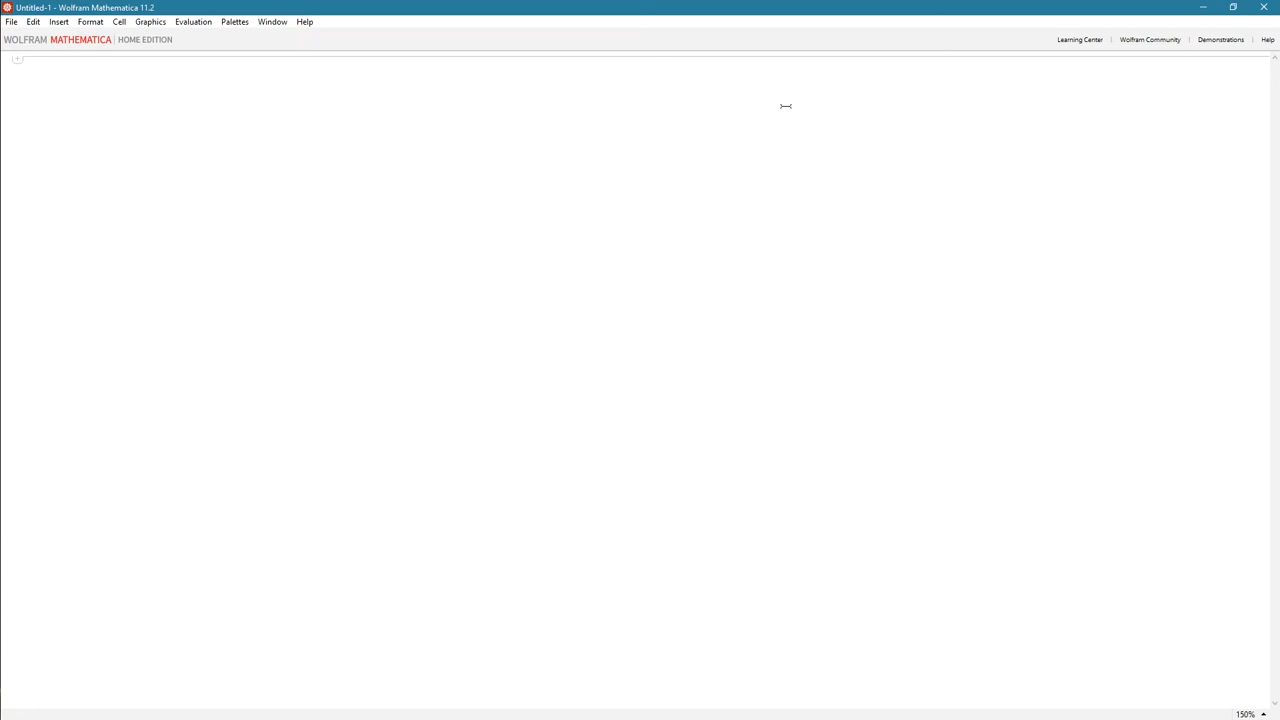 Untitled-1 - Wolfram Mathematica 11.2
File Edit Insert Format Cell Graphics Evaluation Palettes Window Help
WOLFRAM MATHEMATICA | HOME EDITION Learning Center | Wolfram Community | Demonstrations | Help
150%